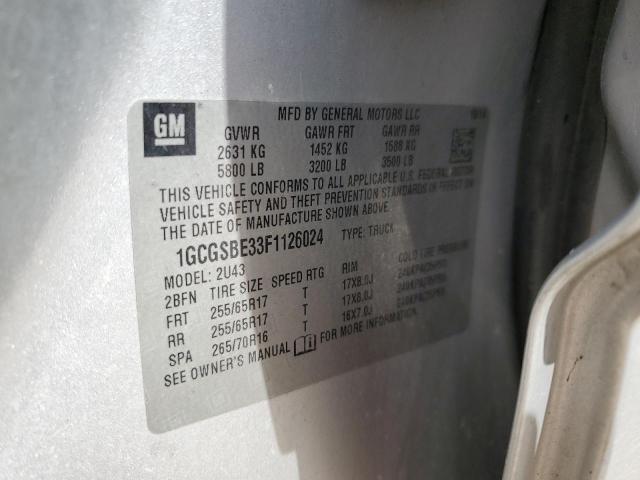 GM
MFD BY GENERAL MOTORS LLC
GVWR GAWR FRT GAWR RR
2631 KG 1452 KG 1588 KG
5800 LB 3200 LB 3500 LB
THIS VEHICLE CONFORMS TO ALL APPLICABLE U.S. FEDERAL MOTOR
VEHICLE SAFETY AND THEFT PREVENTION STANDARDS IN EFFECT ON
THE DATE OF MANUFACTURE SHOWN ABOVE.
1GCGSBE33F1126024 TYPE: TRUCK
MODEL: 2U43
2BFN TIRE SIZE SPEED RTG RIM COLD TIRE PRESSURE
FRT 255/65R17 T 17X8.0J
RR 255/65R17 T 17X8.0J
SPA 265/70R16 T 16X7.0J
SEE OWNER'S MANUAL FOR MORE INFORMATION.